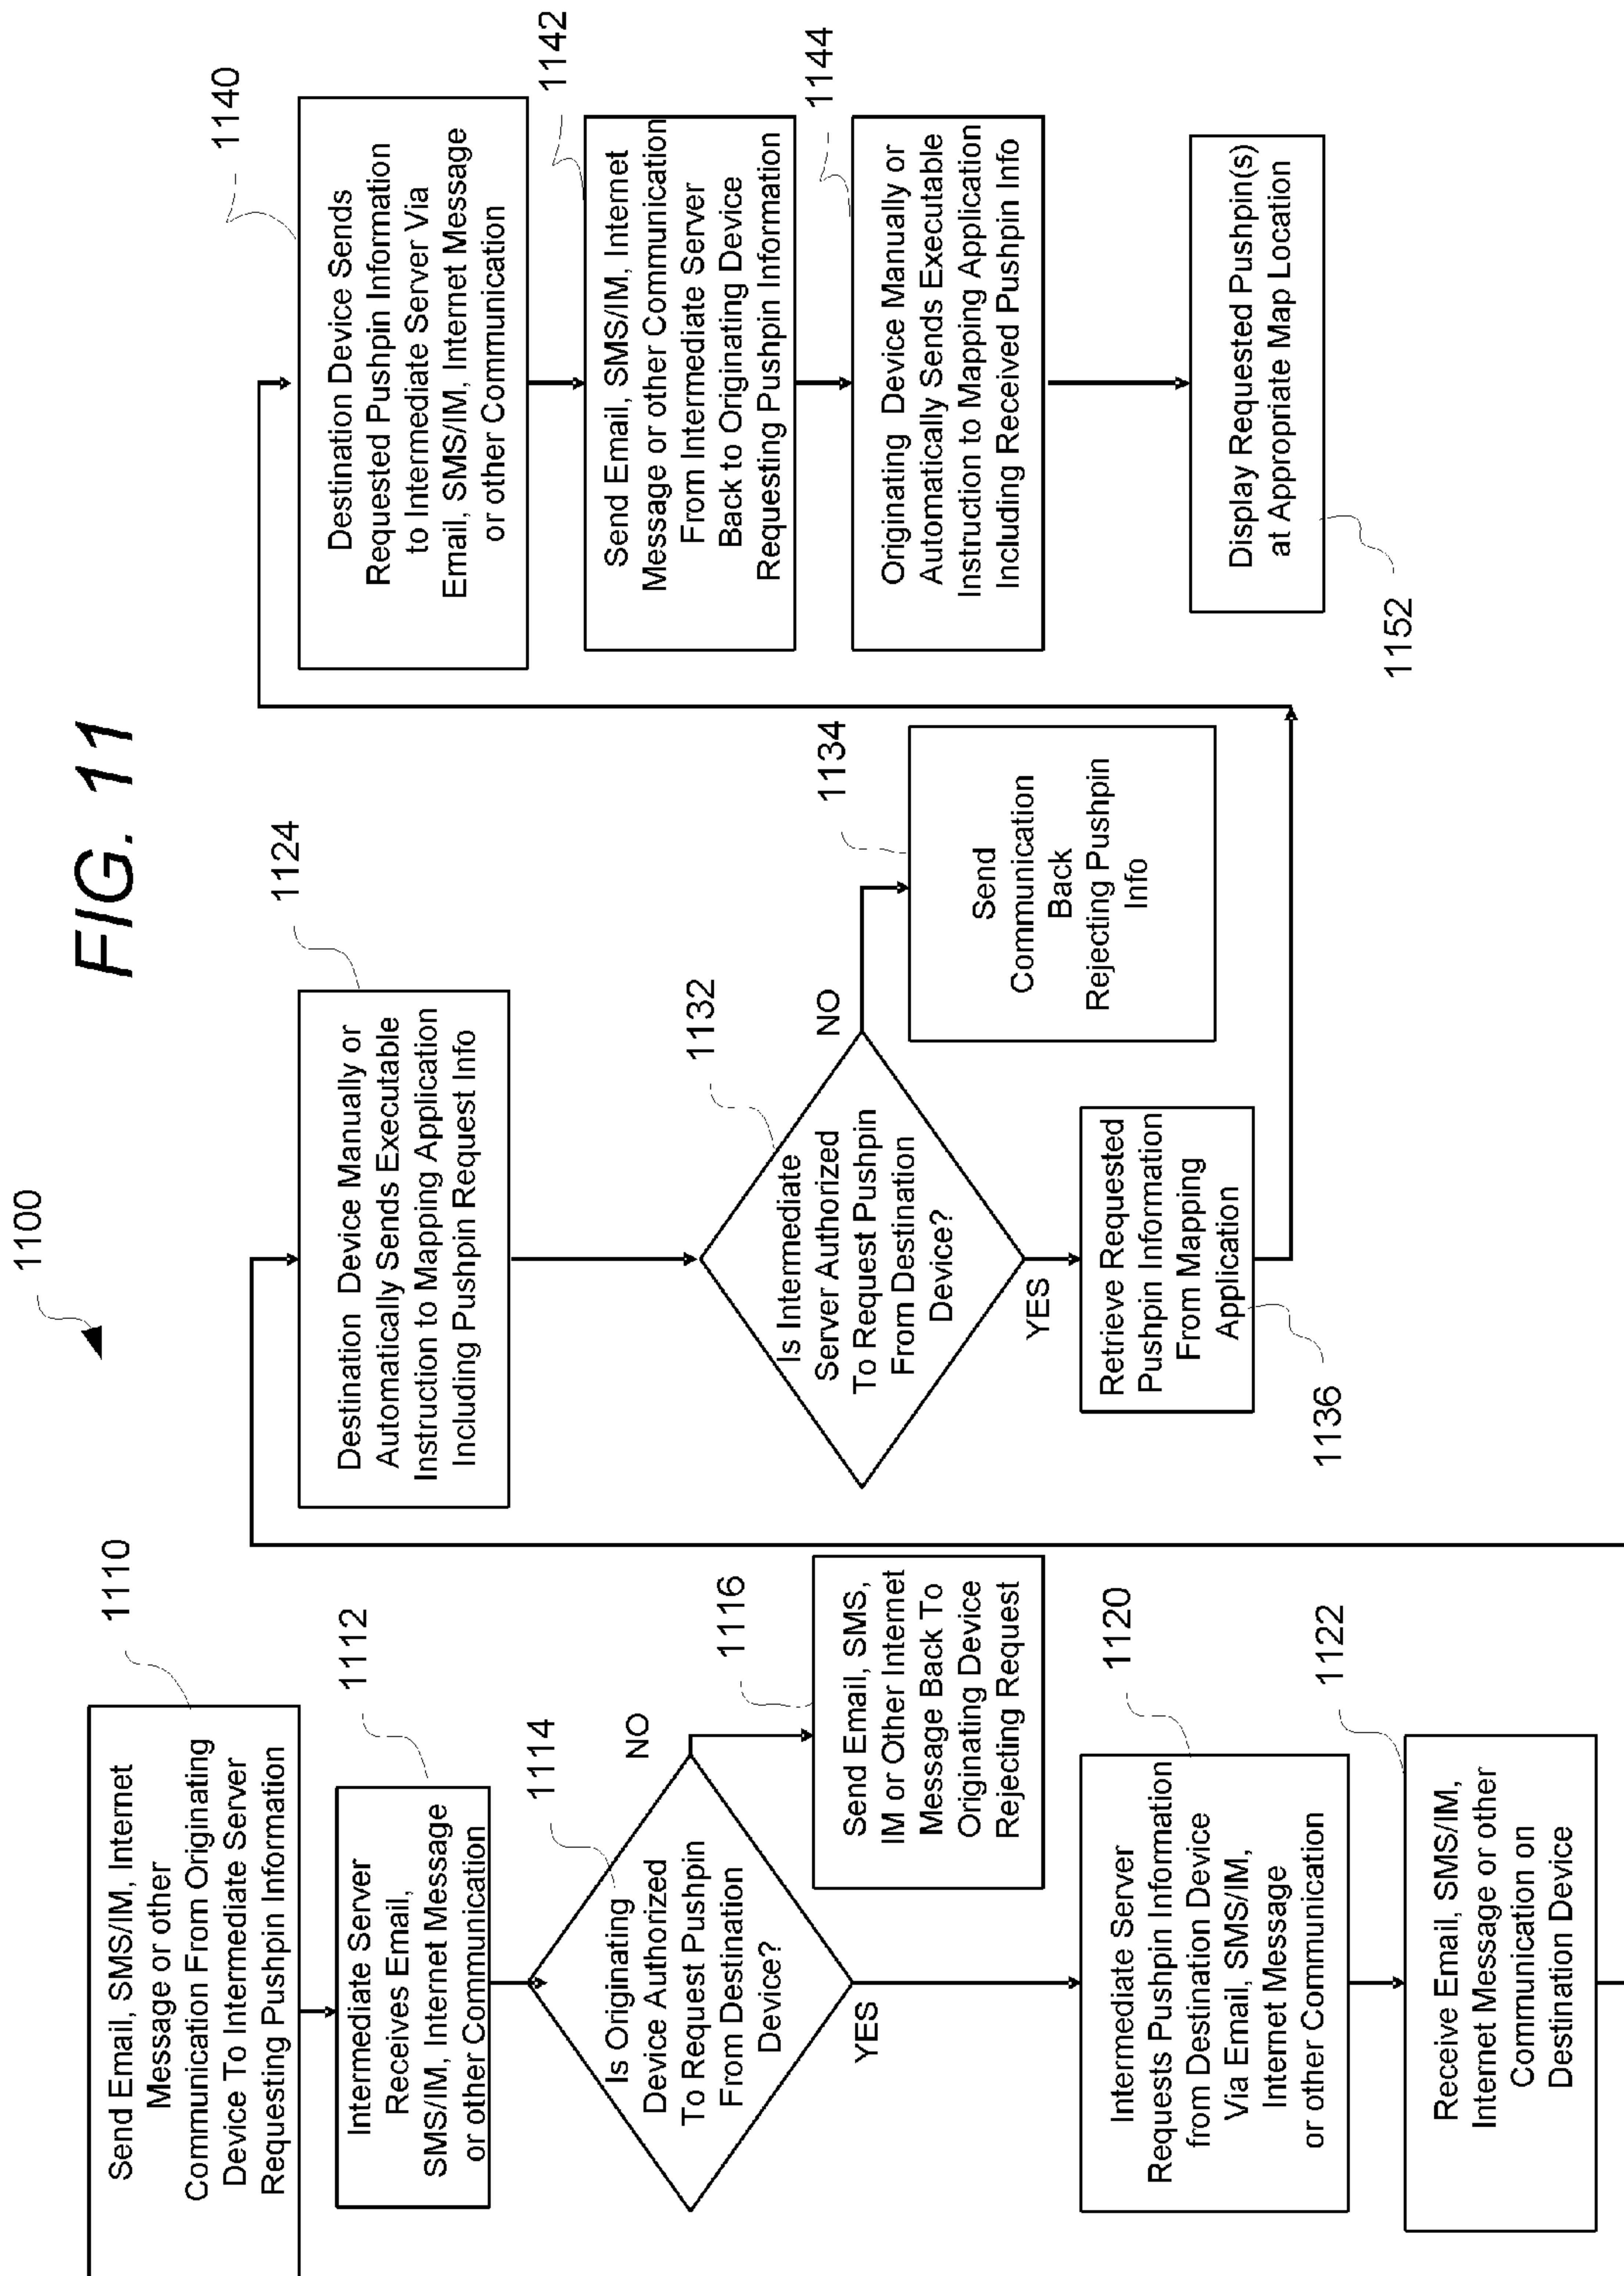 FIG. 11
1100
1110
Send Email, SMS/IM, Internet
Message or other
Communication From Originating
Device To Intermediate Server
Requesting Pushpin Information
1112
Intermediate Server
Receives Email,
SMS/IM, Internet Message
or other Communication
1114
Is Originating
Device Authorized
To Request Pushpin
From Destination
Device?
NO
1116
Send Email, SMS,
IM or Other Internet
Message Back To
Originating Device
Rejecting Request
YES
1120
Intermediate Server
Requests Pushpin Information
from Destination Device
Via Email, SMS/IM,
Internet Message
or other Communication
1122
Receive Email, SMS/IM,
Internet Message or other
Communication on
Destination Device
1124
Destination Device Manually or
Automatically Sends Executable
Instruction to Mapping Application
Including Pushpin Request Info
1132
Is Intermediate
Server Authorized
To Request Pushpin
From Destination
Device?
NO
1134
Send
Communication
Back
Rejecting Pushpin
Info
YES
Retrieve Requested
Pushpin Information
From Mapping
Application
1136
1140
Destination Device Sends
Requested Pushpin Information
to Intermediate Server Via
Email, SMS/IM, Internet Message
or other Communication
1142
Send Email, SMS/IM, Internet
Message or other Communication
From Intermediate Server
Back to Originating Device
Requesting Pushpin Information
1144
Originating Device Manually or
Automatically Sends Executable
Instruction to Mapping Application
Including Received Pushpin Info
Display Requested Pushpin(s)
at Appropriate Map Location
1152